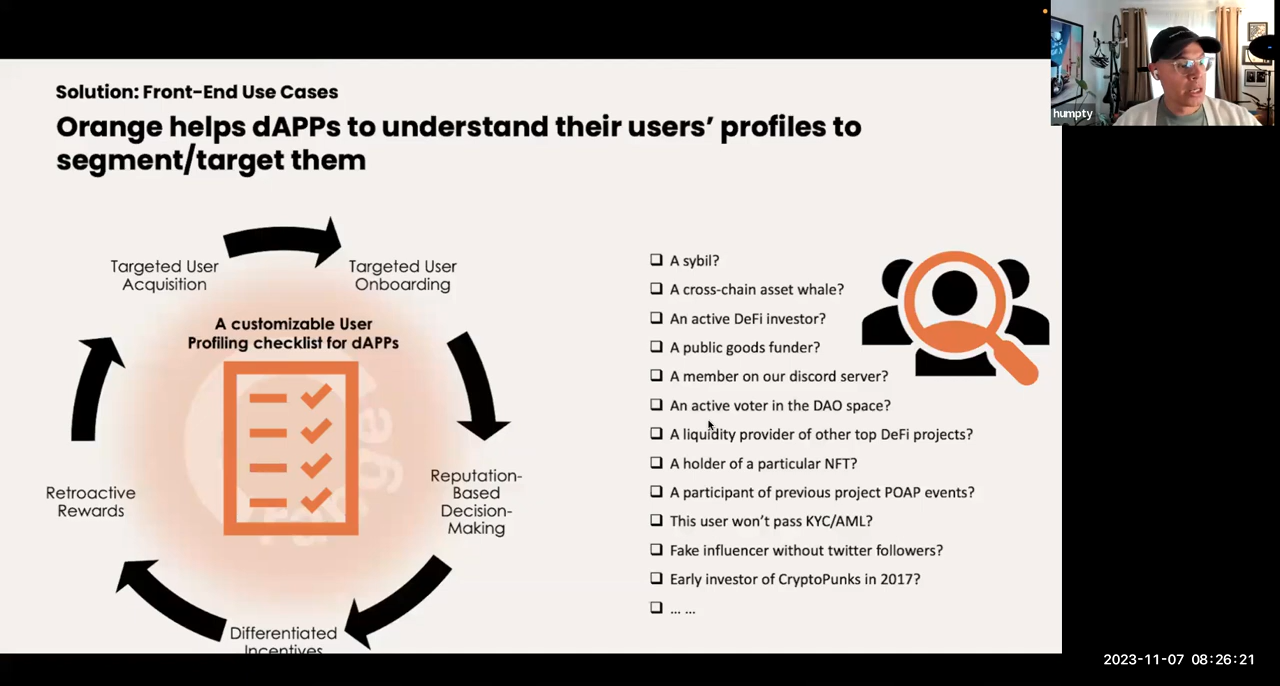 Solution: Front-End Use Cases
Orange helps dAPPs to understand their users’ profiles to
segment/target them
Targeted User
Acquisition
Targeted User
Onboarding
A customizable User
Profiling checklist for dAPPs
Reputation-
Based
Decision-
Making
Retroactive
Rewards
Differentiated
Incentives
A sybil?
A cross-chain asset whale?
An active DeFi investor?
A public goods funder?
A member on our discord server?
An active voter in the DAO space?
A liquidity provider of other top DeFi projects?
A holder of a particular NFT?
A participant of previous project POAP events?
This user won’t pass KYC/AML?
Fake influencer without twitter followers?
Early investor of CryptoPunks in 2017?
... ...
humpty
2023-11-07 08:26:21